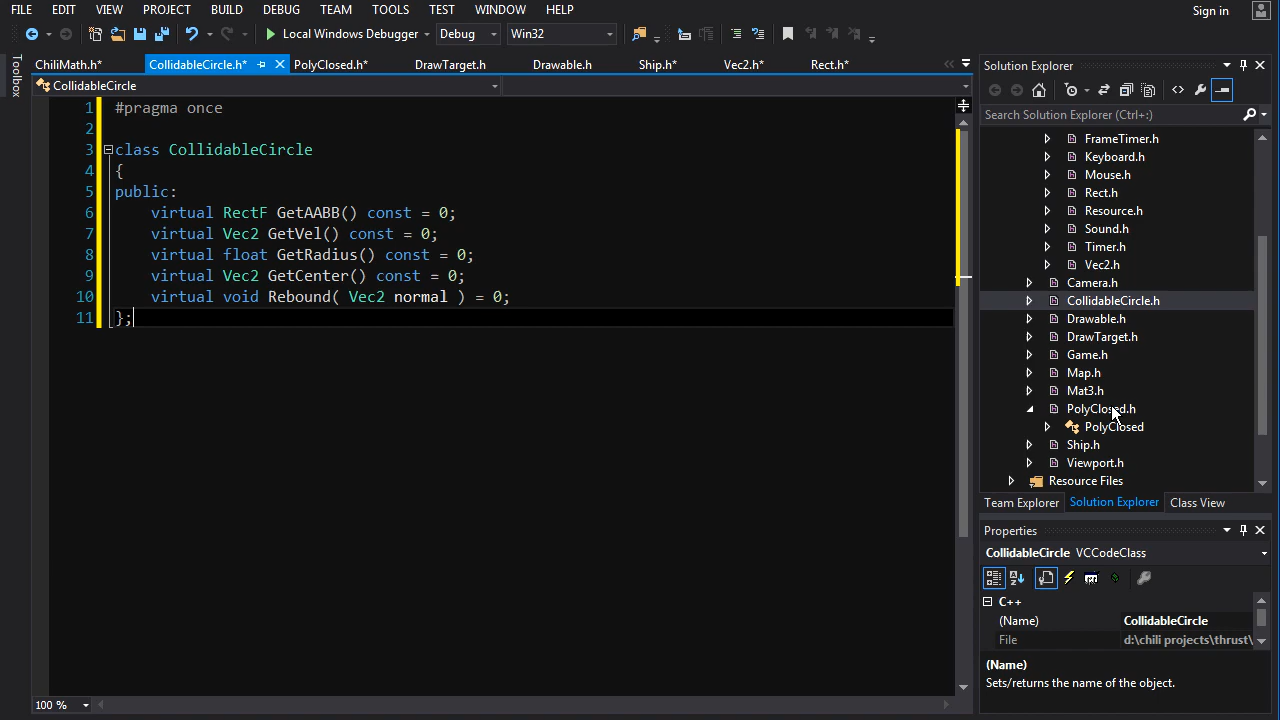 FILE EDIT VIEW PROJECT BUILD DEBUG TEAM TOOLS TEST WINDOW HELP Sign in
Local Windows Debugger Debug Win32
Toolbox
ChiliMath.h* CollidableCircle.h* PolyClosed.h* DrawTarget.h Drawable.h Ship.h* Vec2.h* Rect.h*
CollidableCircle
1 #pragma once
2
3 class CollidableCircle
4 {
5 public:
6 virtual RectF GetAABB() const = 0;
7 virtual Vec2 GetVel() const = 0;
8 virtual float GetRadius() const = 0;
9 virtual Vec2 GetCenter() const = 0;
10 virtual void Rebound( Vec2 normal ) = 0;
11 };
100 %
Solution Explorer
Search Solution Explorer (Ctrl+;)
FrameTimer.h
Keyboard.h
Mouse.h
Rect.h
Resource.h
Sound.h
Timer.h
Vec2.h
Camera.h
CollidableCircle.h
Drawable.h
DrawTarget.h
Game.h
Map.h
Mat3.h
PolyClosed.h
PolyClosed
Ship.h
Viewport.h
Resource Files
Team Explorer Solution Explorer Class View
Properties
CollidableCircle VCCodeClass
C++
(Name) CollidableCircle
File d:\chili projects\thrust\
(Name)
Sets/returns the name of the object.